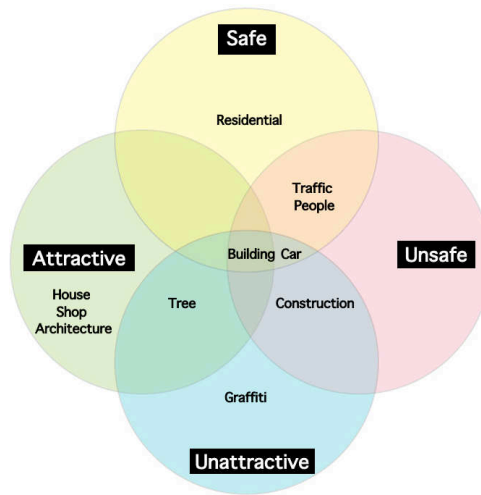 Safe
Residential
Traffic
People
Attractive
Building Car
Unsafe
House
Shop
Architecture
Tree
Construction
Graffiti
Unattractive